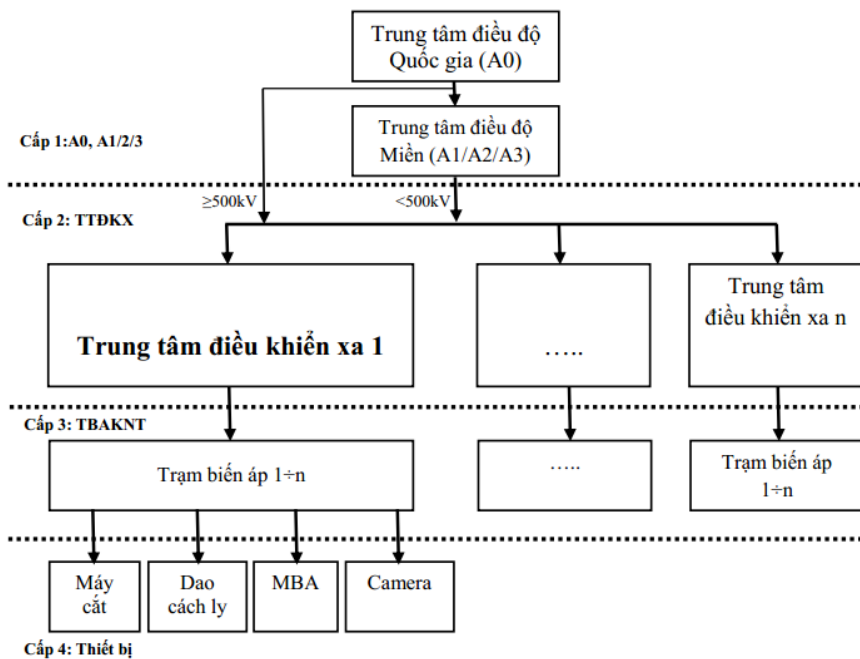 Trung tâm điều độ
Quốc gia (A0)
Cấp 1:A0, A1/2/3
Trung tâm điều độ
Miền (A1/A2/A3)
≥500kV
<500kV
Cấp 2: TTĐKX
Trung tâm điều khiển xa 1
…..
Trung tâm
điều khiển xa n
Cấp 3: TBAKNT
Trạm biến áp 1÷n
…..
Trạm biến áp
1÷n
Máy
cắt
Dao
cách ly
MBA
Camera
Cấp 4: Thiết bị